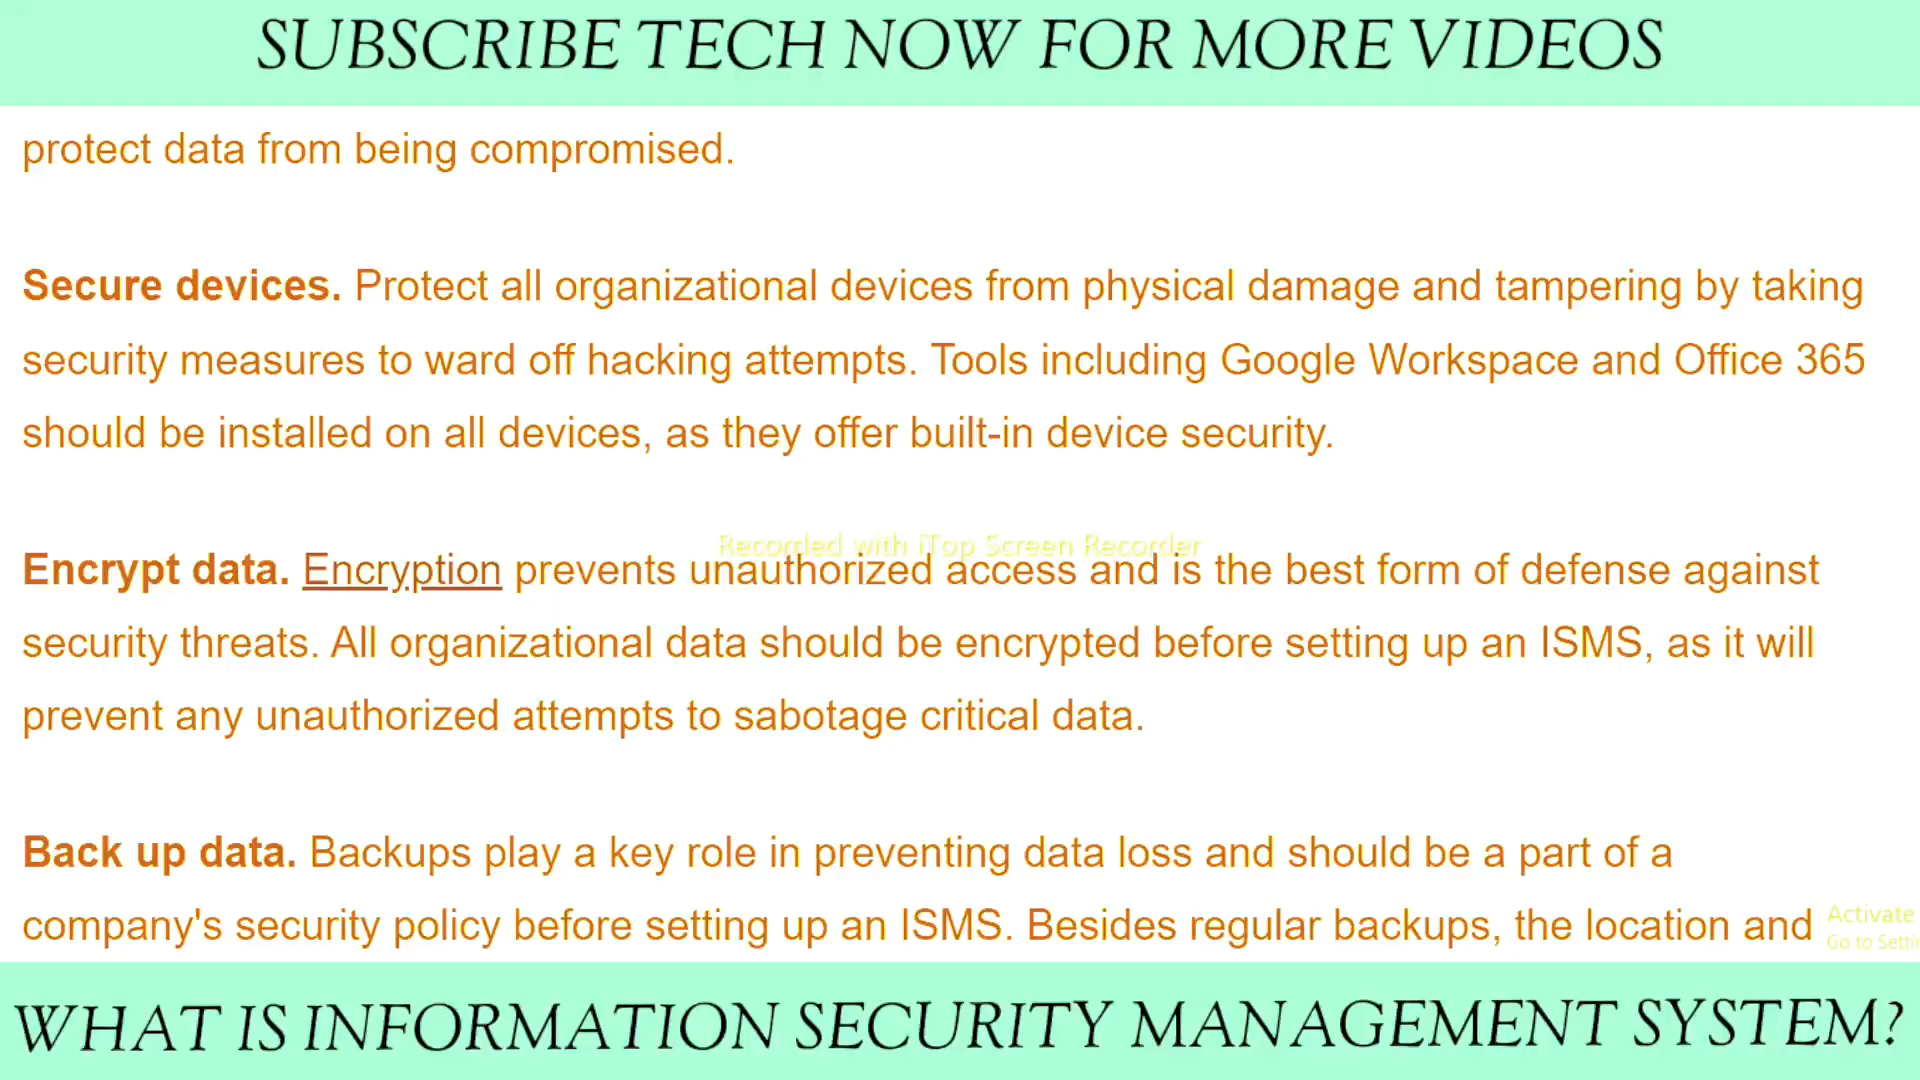 SUBSCRIBE TECH NOW FOR MORE VIDEOS
protect data from being compromised.
Secure devices. Protect all organizational devices from physical damage and tampering by taking
security measures to ward off hacking attempts. Tools including Google Workspace and Office 365
should be installed on all devices, as they offer built-in device security.
Recorded with iTop Screen Recorder
Encrypt data. Encryption prevents unauthorized access and is the best form of defense against
security threats. All organizational data should be encrypted before setting up an ISMS, as it will
prevent any unauthorized attempts to sabotage critical data.
Back up data. Backups play a key role in preventing data loss and should be a part of a
company's security policy before setting up an ISMS. Besides regular backups, the location and
Activate
Go to
WHAT IS INFORMATION SECURITY MANAGEMENT SYSTEM?